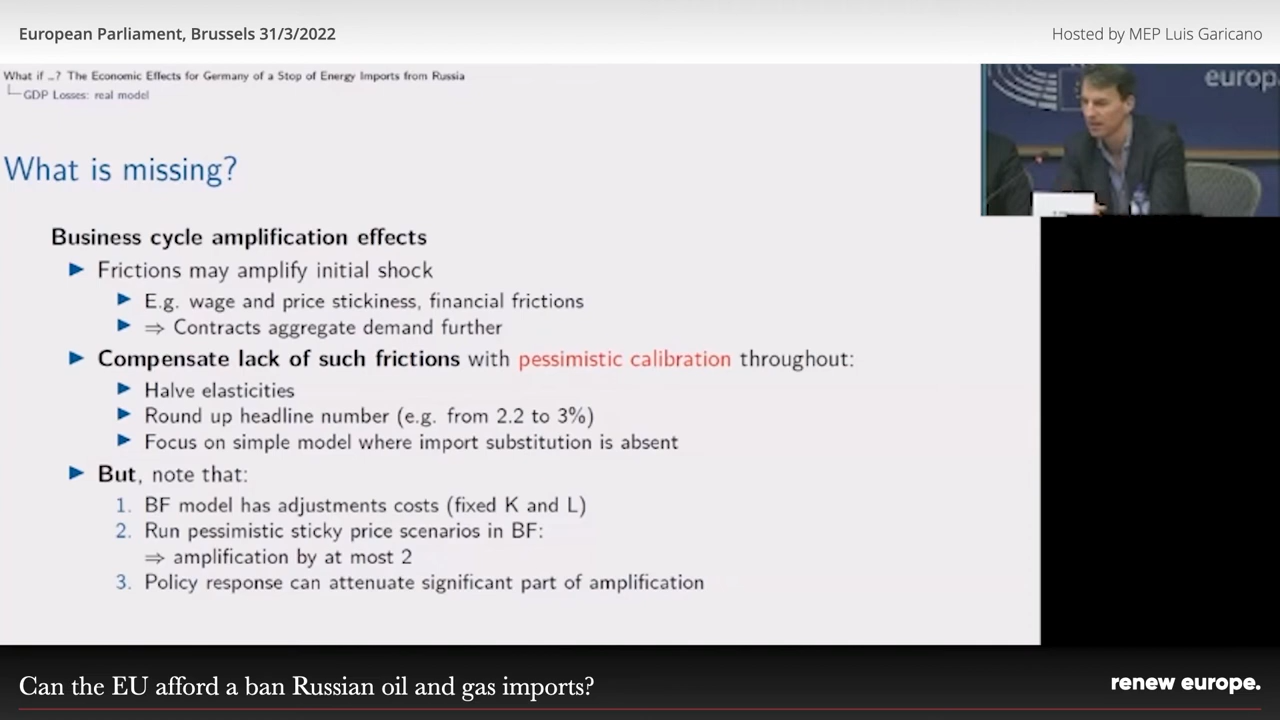 European Parliament, Brussels 31/3/2022
Hosted by MEP Luis Garicano
What if ...? The Economic Effects for Germany of a Stop of Energy Imports from Russia
GDP Losses: real model
europ
What is missing?
Business cycle amplification effects
Frictions may amplify initial shock
E.g. wage and price stickiness, financial frictions
⇒ Contracts aggregate demand further
Compensate lack of such frictions with pessimistic calibration throughout:
Halve elasticities
Round up headline number (e.g. from 2.2 to 3%)
Focus on simple model where import substitution is absent
But, note that:
1. BF model has adjustments costs (fixed K and L)
2. Run pessimistic sticky price scenarios in BF:
⇒ amplification by at most 2
3. Policy response can attenuate significant part of amplification
Can the EU afford a ban Russian oil and gas imports?
renew europe.